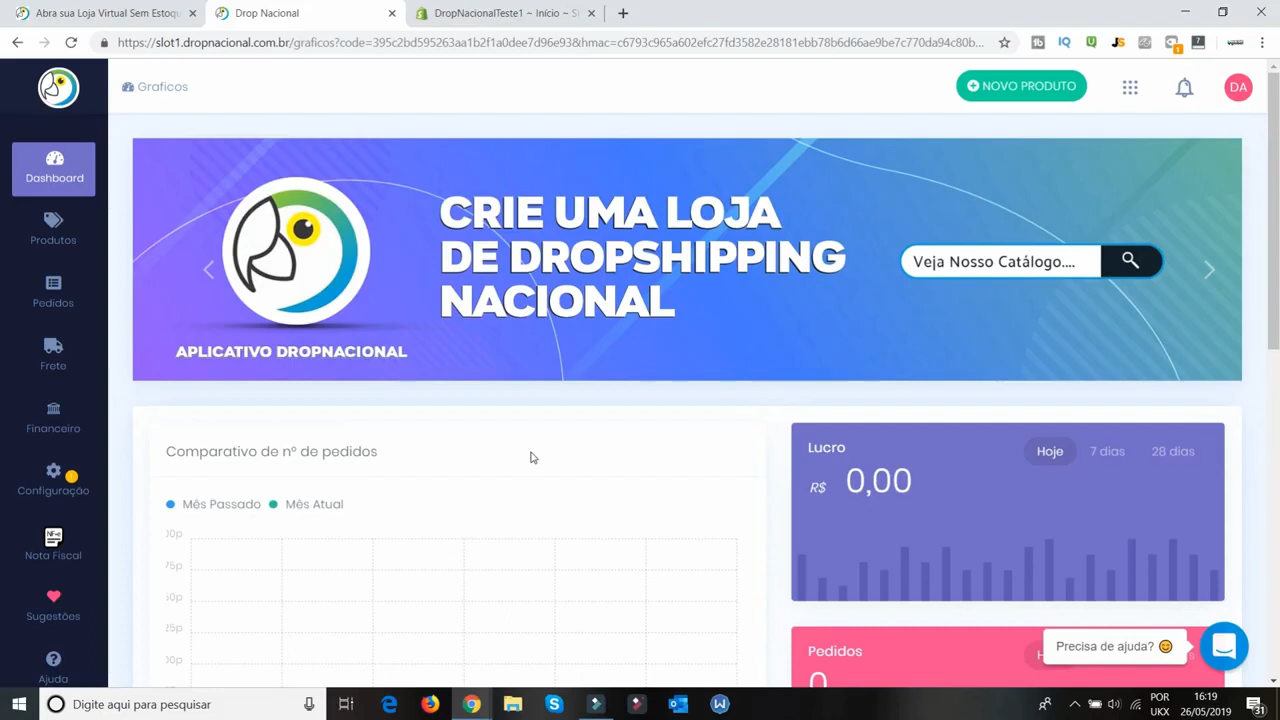 Abra sua Loja Virtual Sem Estoqu
Drop Nacional
DropNacionalTeste1 ~ Início ~ S
https://slot1.dropnacional.com.br/graficos?code=395c2bd595263aa1b2f1a0dee7d96e93&hmac=c6793c965a602efc27fd3582e28181ebb78b6d66ae9be7c770da94c80b...
Graficos
NOVO PRODUTO
DA
Dashboard
Produtos
Pedidos
Frete
Financeiro
Configuração
NF-e
Nota Fiscal
Sugestões
Ajuda
CRIE UMA LOJA
DE DROPSHIPPING
NACIONAL
APLICATIVO DROPNACIONAL
Veja Nosso Catálogo....
Comparativo de nº de pedidos
Mês Passado
Mês Atual
Lucro
Hoje
7 dias
28 dias
R$ 0,00
Pedidos
0
Precisa de ajuda?
Digite aqui para pesquisar
POR
UKX
16:19
26/05/2019
31